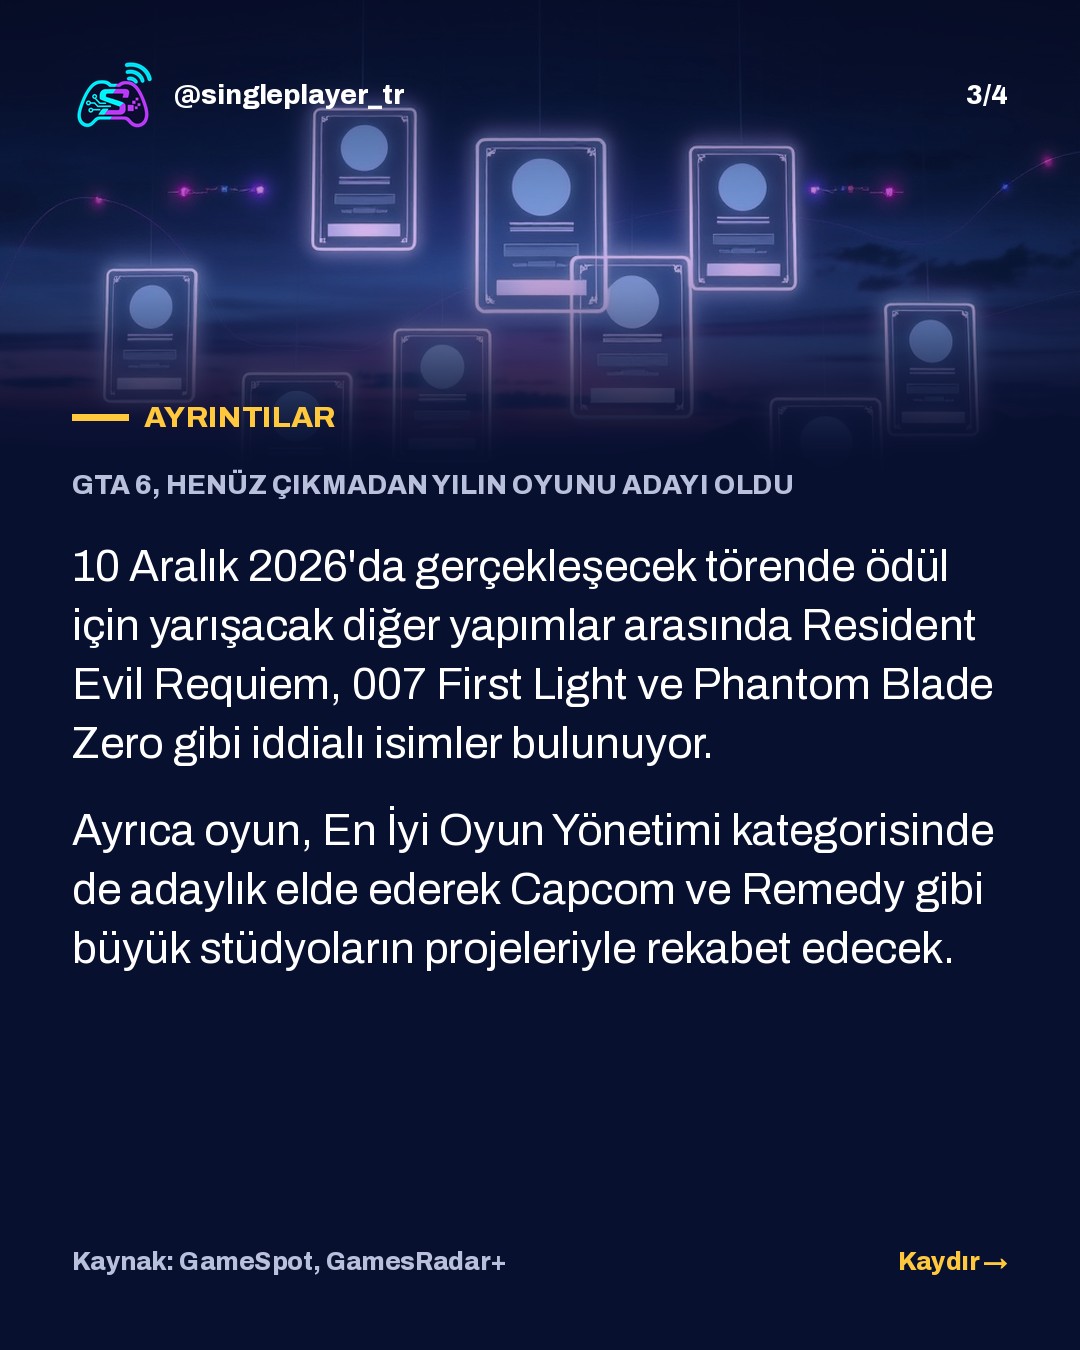 @singleplayer_tr
3/4
AYRINTILAR
GTA 6, HENÜZ ÇIKMADAN YILIN OYUNU ADAYI OLDU
10 Aralık 2026'da gerçekleşecek törende ödül
için yarışacak diğer yapımlar arasında Resident
Evil Requiem, 007 First Light ve Phantom Blade
Zero gibi iddialı isimler bulunuyor.
Ayrıca oyun, En İyi Oyun Yönetimi kategorisinde
de adaylık elde ederek Capcom ve Remedy gibi
büyük stüdyoların projeleriyle rekabet edecek.
Kaynak: GameSpot, GamesRadar+
Kaydır→